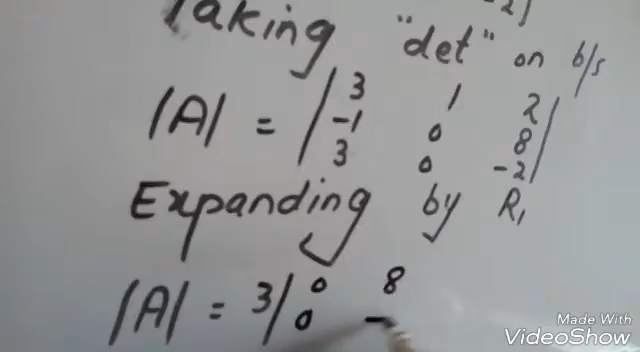 2]
Taking "det" on b/s
|A| = | 3 1 2
-1 0 8
3 0 -2 |
Expanding by R₁
|A| = 3 | 0 8
0 -
Made With
VideoShow